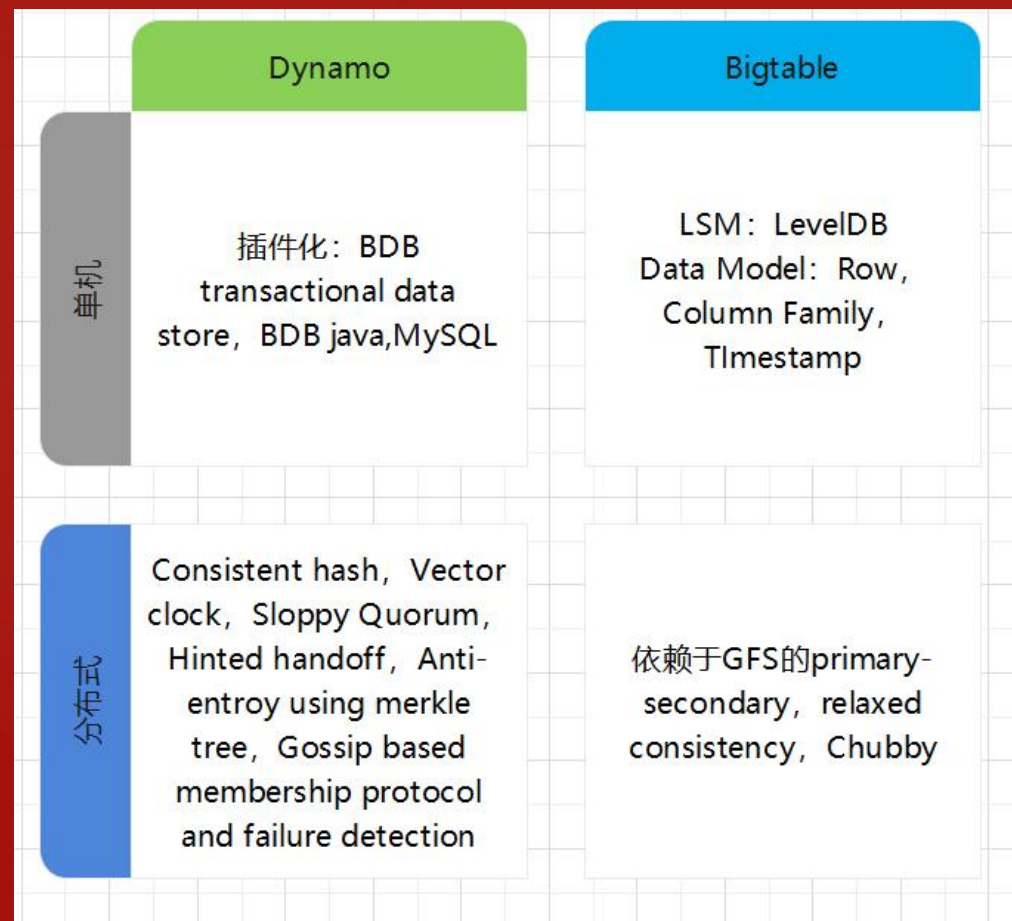 Dynamo
Bigtable
单机
插件化：BDB
transactional data
store，BDB java,MySQL
LSM：LevelDB
Data Model：Row，
Column Family，
TImestamp
分布式
Consistent hash，Vector
clock，Sloppy Quorum，
Hinted handoff，Anti-
entroy using merkle
tree，Gossip based
membership protocol
and failure detection
依赖于GFS的primary-
secondary，relaxed
consistency，Chubby